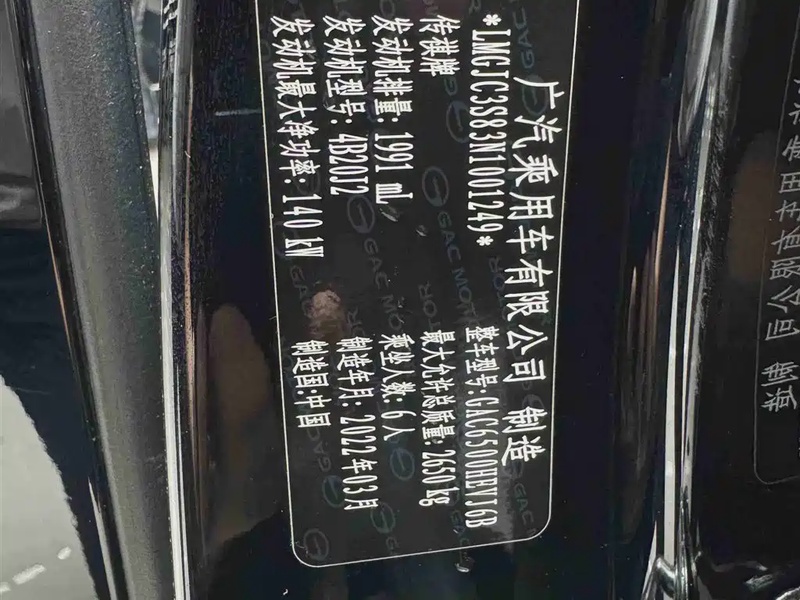 广汽乘用车有限公司 制造
*LMGJC3S83N1001249*
传祺牌 整车型号:GAC6500HEVJ6B
发动机排量:1991 mL 最大允许总质量:2650 kg
发动机型号:4B20J2 乘坐人数:6人
发动机最大净功率:140 kW 制造年月:2022年03月
制造国:中国
GAC MOTOR